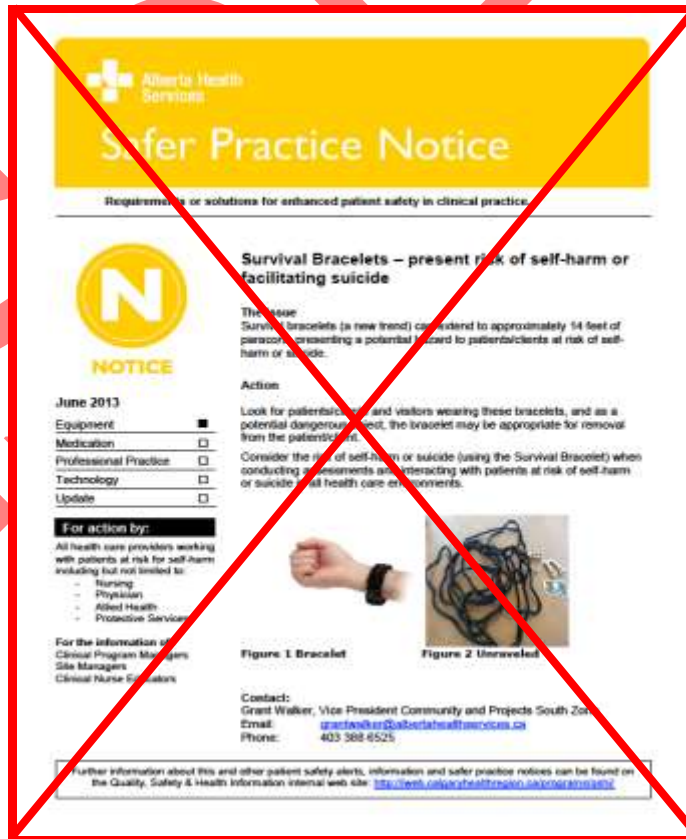 Alberta Health
Services
Safer Practice Notice
Requirements or solutions for enhanced patient safety in clinical practice.
N
NOTICE
June 2013
Equipment ■
Medication □
Professional Practice □
Technology □
Update □
For action by:
All health care providers working
with patients at risk for self-harm
including but not limited to:
- Nursing
- Physician
- Allied Health
- Protective Services
For the information of:
Clinical Program Managers
Site Managers
Clinical Nurse Educators
Survival Bracelets – present risk of self-harm or
facilitating suicide
The Issue
Survival bracelets (a new trend) can extend to approximately 14 feet of
paracord, presenting a potential hazard to patients/clients at risk of self-
harm or suicide.
Action
Look for patients/clients and visitors wearing these bracelets, and as a
potential dangerous object, the bracelet may be appropriate for removal
from the patient/client.
Consider the risk of self-harm or suicide (using the Survival Bracelet) when
conducting assessments and interacting with patients at risk of self-harm
or suicide in all health care environments.
Figure 1 Bracelet Figure 2 Unraveled
Contact:
Grant Walker, Vice President Community and Projects South Zone
Email: grantwalker@albertahealthservices.ca
Phone: 403 388-6525
Further information about this and other patient safety alerts, information and safer practice notices can be found on
the Quality, Safety & Health Information internal web site: